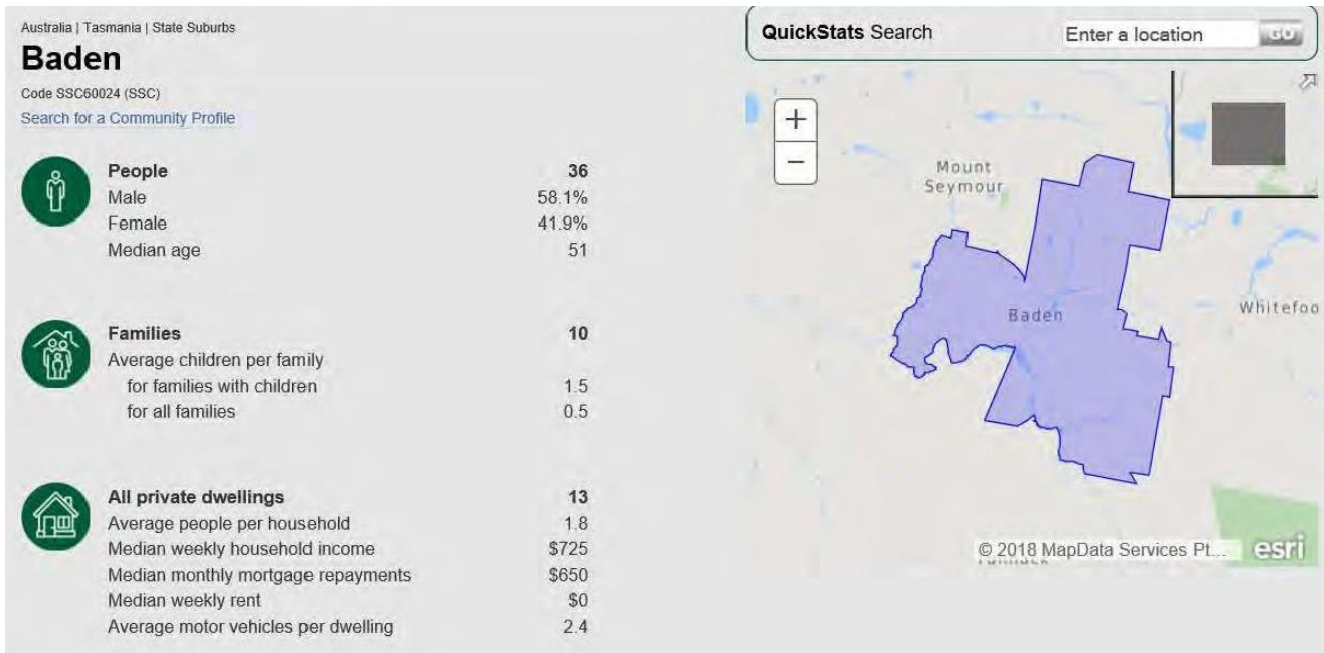 Australia | Tasmania | State Suburbs
Baden
Code SSC60024 (SSC)
Search for a Community Profile
People 36
Male 58.1%
Female 41.9%
Median age 51
Families 10
Average children per family
for families with children 1.5
for all families 0.5
All private dwellings 13
Average people per household 1.8
Median weekly household income $725
Median monthly mortgage repayments $650
Median weekly rent $0
Average motor vehicles per dwelling 2.4
QuickStats Search Enter a location GO
+
−
Mount
Seymour
Baden
Whitefoo
© 2018 MapData Services Pt... esri